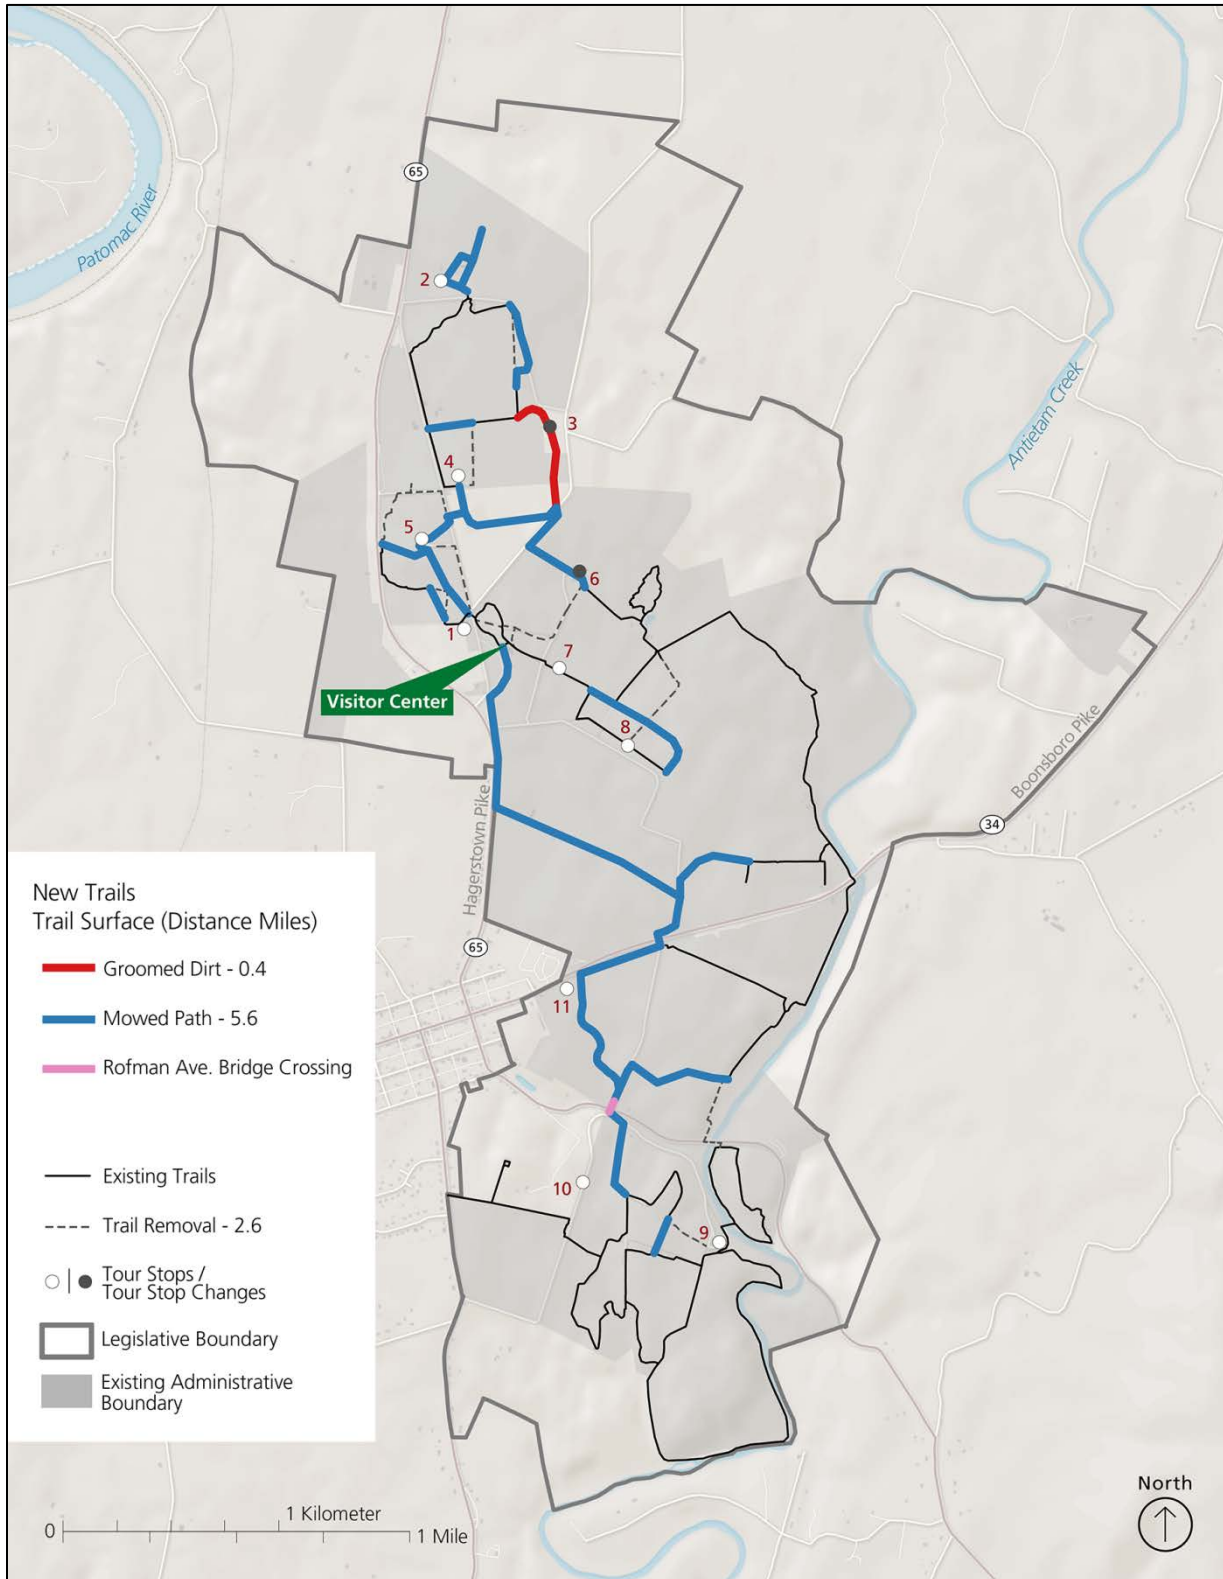 65
Patomac River
2
Antietam Creek
3
4
5
6
1
7
Visitor Center
8
Boonsboro Pike
34
Hagerstown Pike
New Trails
Trail Surface (Distance Miles)
Groomed Dirt - 0.4
Mowed Path - 5.6
Rofman Ave. Bridge Crossing
Existing Trails
Trail Removal - 2.6
Tour Stops /
Tour Stop Changes
Legislative Boundary
Existing Administrative
Boundary
65
11
10
9
1 Kilometer
0
1 Mile
North